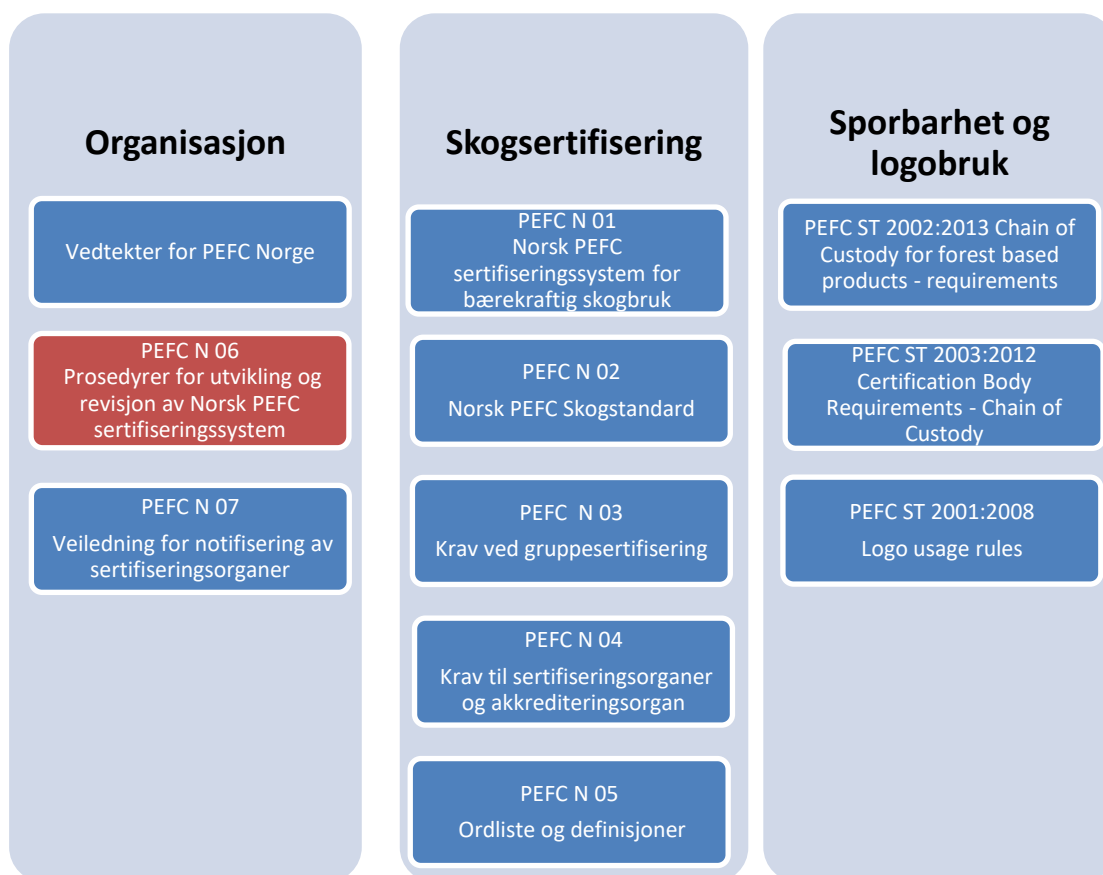 Organisasjon
Vedtekter for PEFC Norge
PEFC N 06
Prosedyrer for utvikling og
revisjon av Norsk PEFC
sertifiseringssystem
PEFC N 07
Veiledning for notifisering av
sertifiseringsorganer
Skogsertifisering
PEFC N 01
Norsk PEFC
sertifiseringssystem for
bærekraftig skogbruk
PEFC N 02
Norsk PEFC Skogstandard
PEFC N 03
Krav ved gruppesertifisering
PEFC N 04
Krav til sertifiseringsorganer
og akkrediteringsorgan
PEFC N 05
Ordliste og definisjoner
Sporbarhet og
logobruk
PEFC ST 2002:2013 Chain of
Custody for forest based
products - requirements
PEFC ST 2003:2012
Certification Body
Requirements - Chain of
Custody
PEFC ST 2001:2008
Logo usage rules